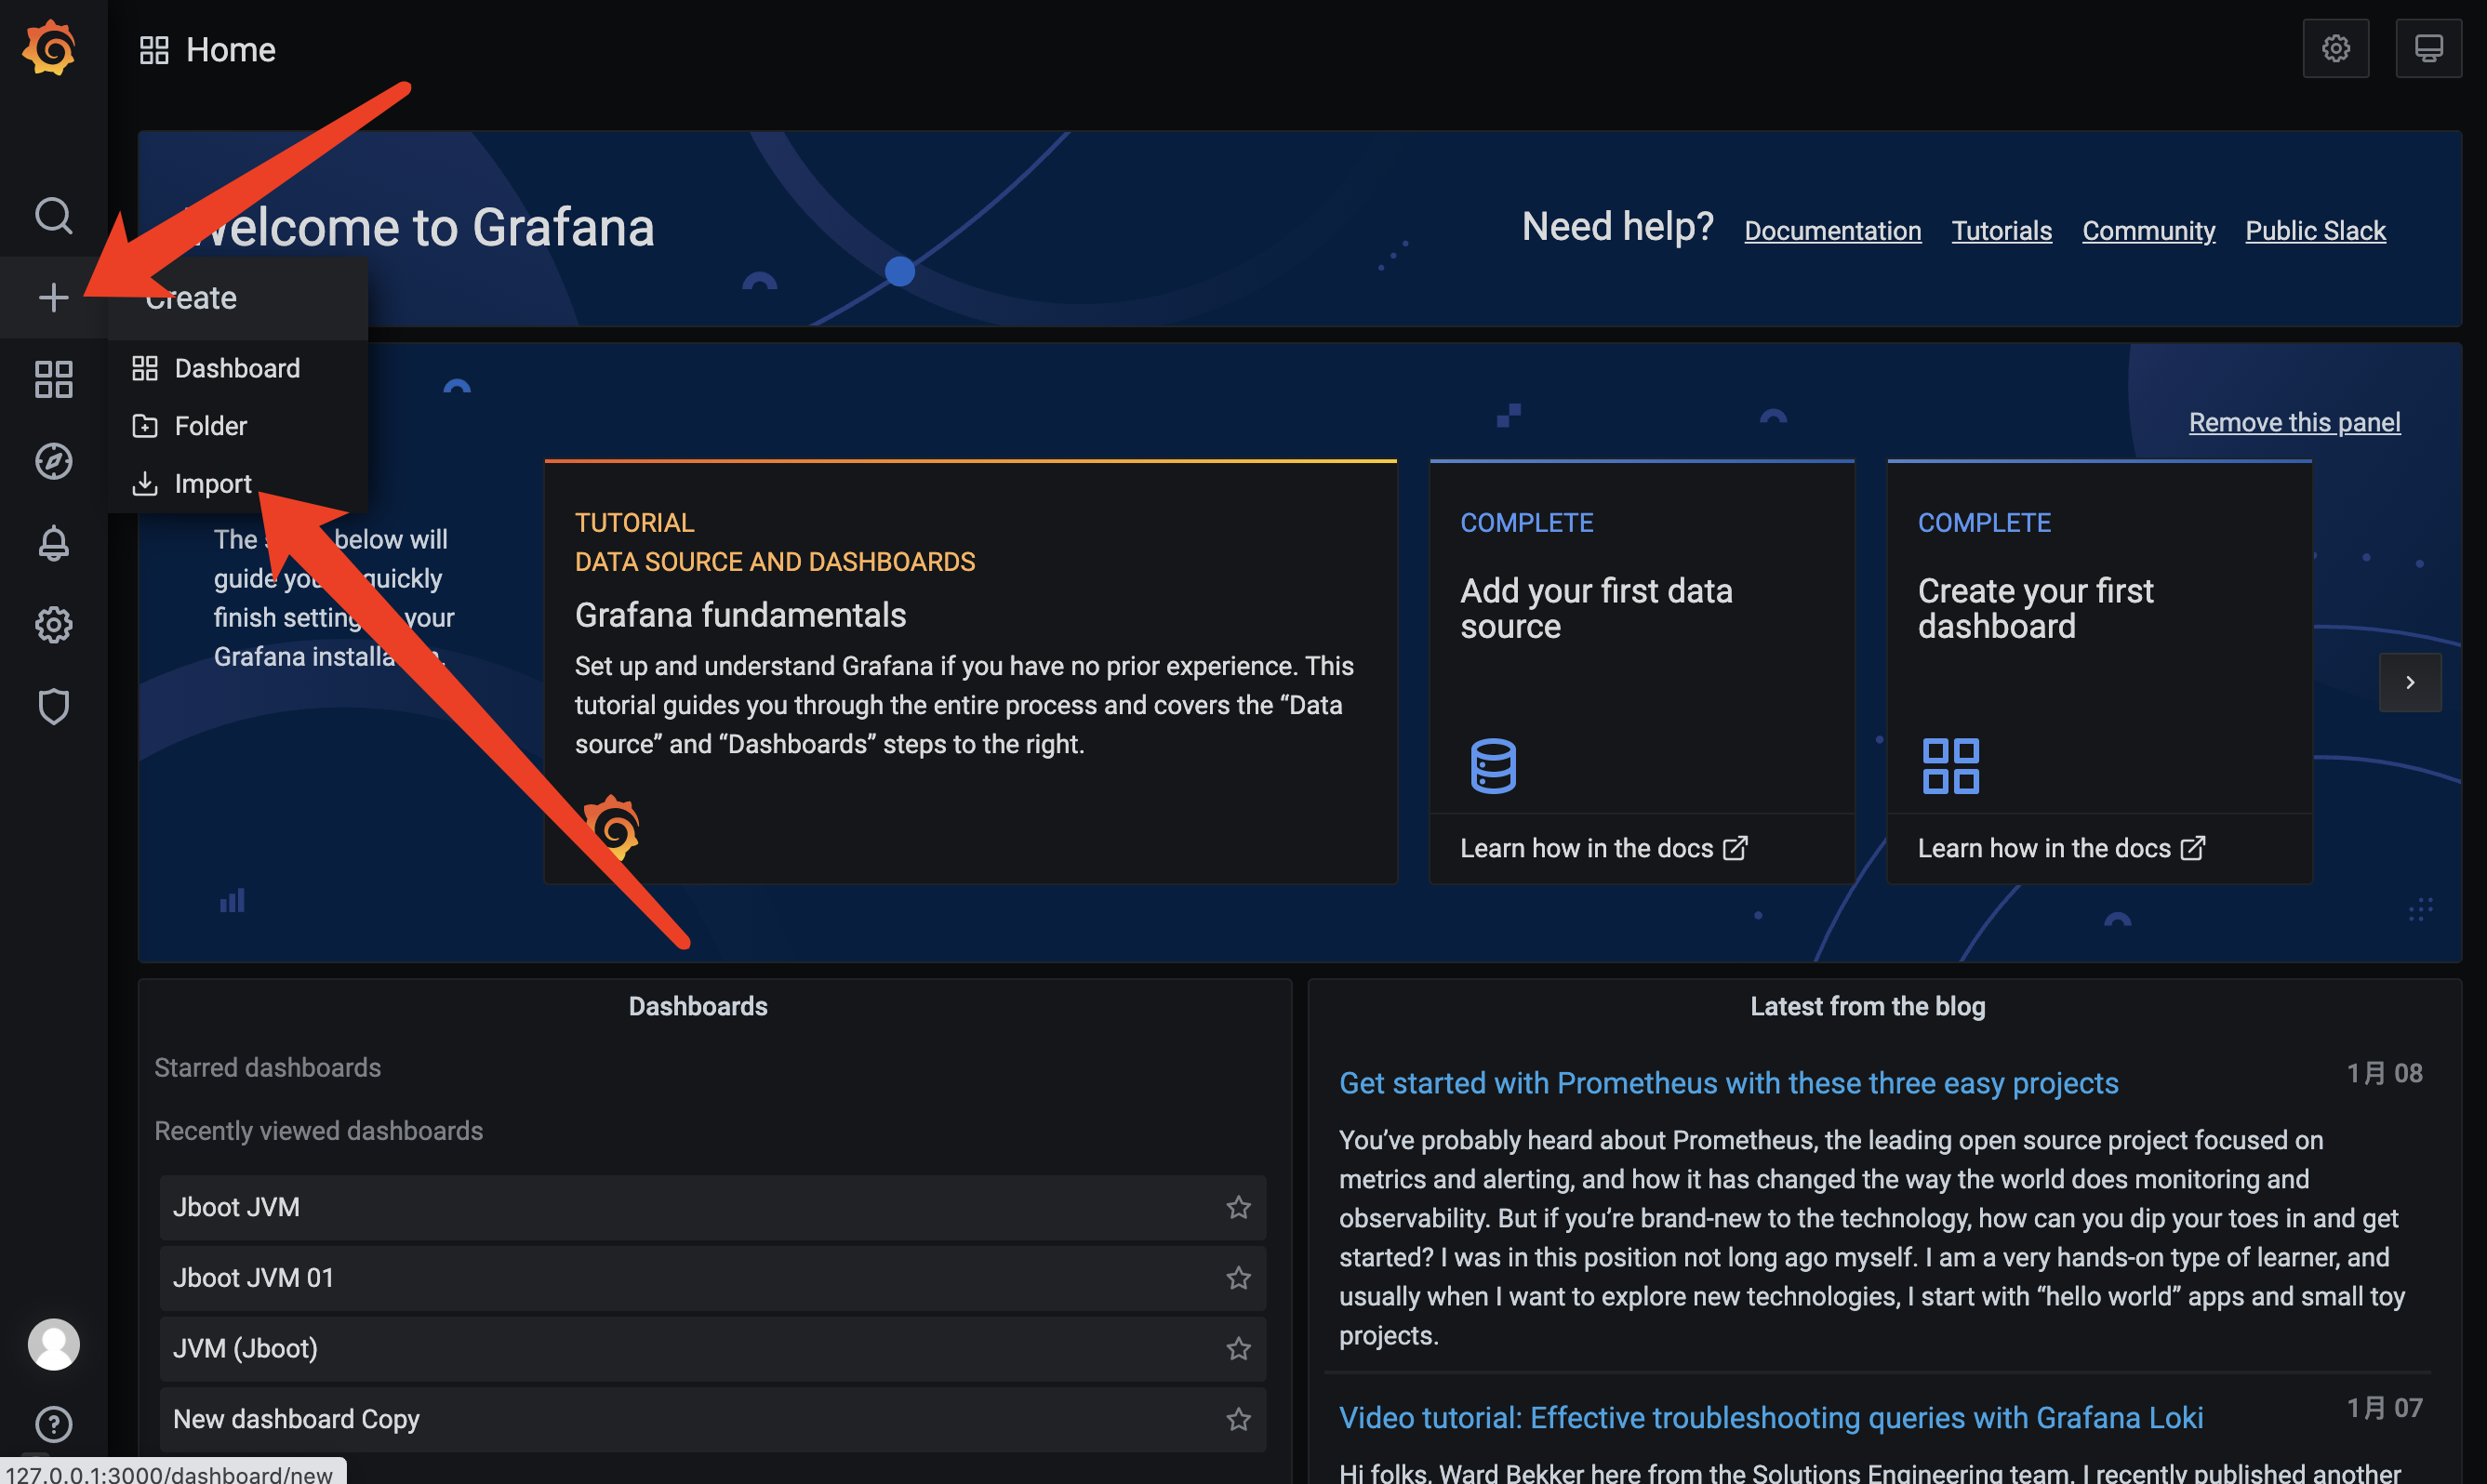 Home
Welcome to Grafana
Need help? Documentation Tutorials Community Public Slack
Create
Dashboard
Folder
Import
Remove this panel
The below will
guide you quickly
finish setting your
Grafana
TUTORIAL
DATA SOURCE AND DASHBOARDS
Grafana fundamentals
Set up and understand Grafana if you have no prior experience. This
tutorial guides you through the entire process and covers the “Data
source” and “Dashboards” steps to the right.
COMPLETE
Add your first data
source
Learn how in the docs
COMPLETE
Create your first
dashboard
Learn how in the docs
Dashboards
Starred dashboards
Recently viewed dashboards
Jboot JVM
Jboot JVM 01
JVM (Jboot)
New dashboard Copy
Latest from the blog
Get started with Prometheus with these three easy projects
1月 08
You’ve probably heard about Prometheus, the leading open source project focused on
metrics and alerting, and how it has changed the way the world does monitoring and
observability. But if you’re brand-new to the technology, how can you dip your toes in and get
started? I was in this position not long ago myself. I am a very hands-on type of learner, and
usually when I want to explore new technologies, I start with “hello world” apps and small toy
projects.
Video tutorial: Effective troubleshooting queries with Grafana Loki
1月 07
Hi folks, Ward Bekker here from the Solutions Engineering team. I recently published another
127.0.0.1:3000/dashboard/new